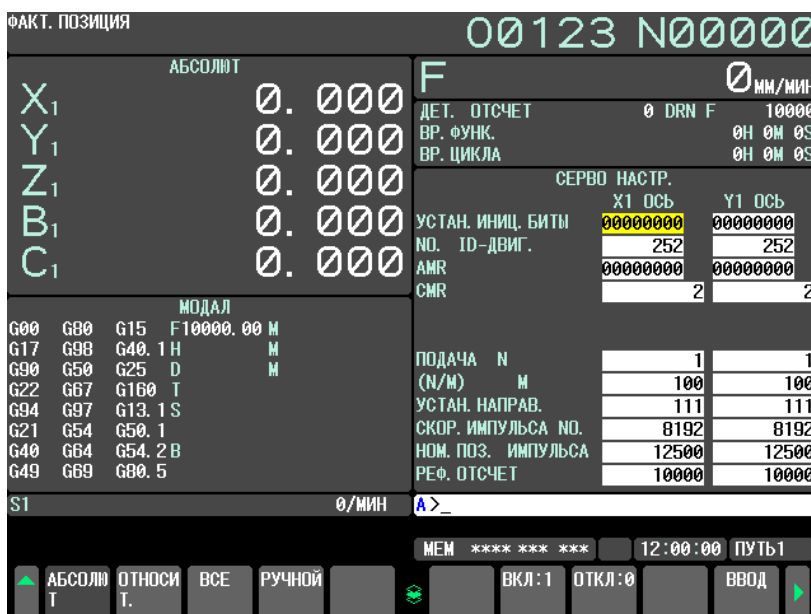 ФАКТ. ПОЗИЦИЯ
O0123 N00000
АБСОЛЮТ
X1 0. 000
Y1 0. 000
Z1 0. 000
B1 0. 000
C1 0. 000
F 0 ММ/МИН
ДЕТ. ОТСЧЕТ 0 DRN F 10000
ВР. ФУНК. 0H 0M 0S
ВР. ЦИКЛА 0H 0M 0S
СЕРВО НАСТР.
X1 ОСЬ Y1 ОСЬ
УСТАН. ИНИЦ. БИТЫ 00000000 00000000
NO. ID-ДВИГ. 252 252
AMR 00000000 00000000
CMR 2 2
ПОДАЧА N 1 1
(N/M) M 100 100
УСТАН. НАПРАВ. 111 111
СКОР. ИМПУЛЬСА NO. 8192 8192
НОМ. ПОЗ. ИМПУЛЬСА 12500 12500
РЕФ. ОТСЧЕТ 10000 10000
МОДАЛ
G00 G80 G15 F10000.00 M
G17 G98 G40.1 H M
G90 G50 G25 D M
G22 G67 G160 T
G94 G97 G13.1 S
G21 G54 G50.1
G40 G64 G54.2 B
G49 G69 G80.5
S1 0/МИН
A>_
MEM **** *** *** 12:00:00 ПУТЬ1
АБСОЛЮ ОТНОСИ ВСЕ РУЧНОЙ ВКЛ:1 ОТКЛ:0 ВВОД
Т Т.